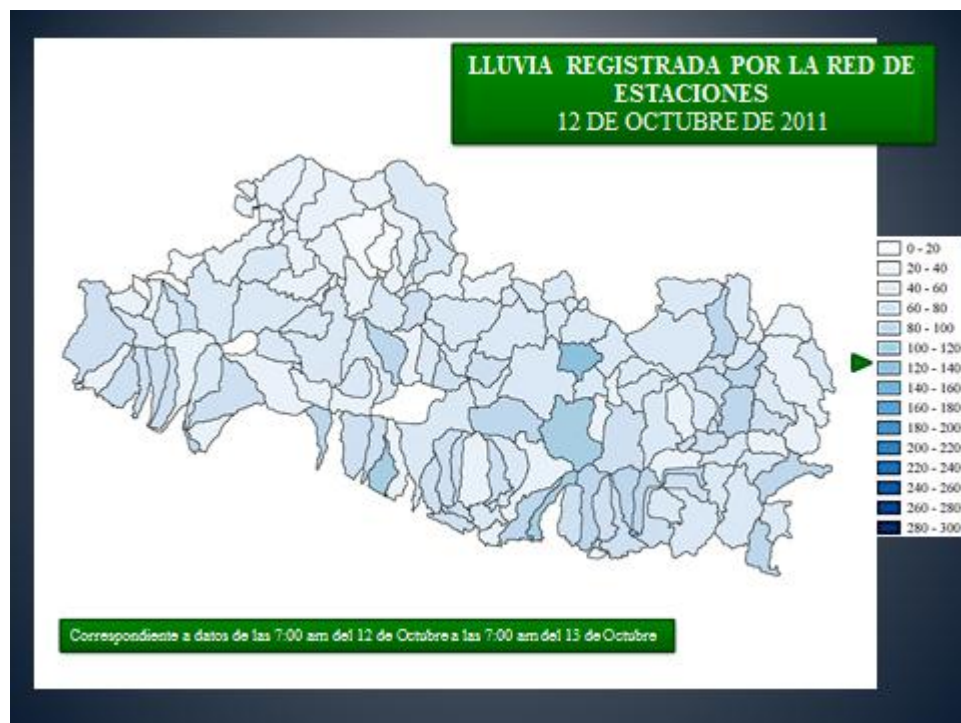 LLUVIA REGISTRADA POR LA RED DE
ESTACIONES
12 DE OCTUBRE DE 2011
0 - 20
20 - 40
40 - 60
60 - 80
80 - 100
100 - 120
120 - 140
140 - 160
160 - 180
180 - 200
200 - 220
220 - 240
240 - 260
260 - 280
280 - 300
Correspondiente a datos de las 7:00 am del 12 de Octubre a las 7:00 am del 13 de Octubre